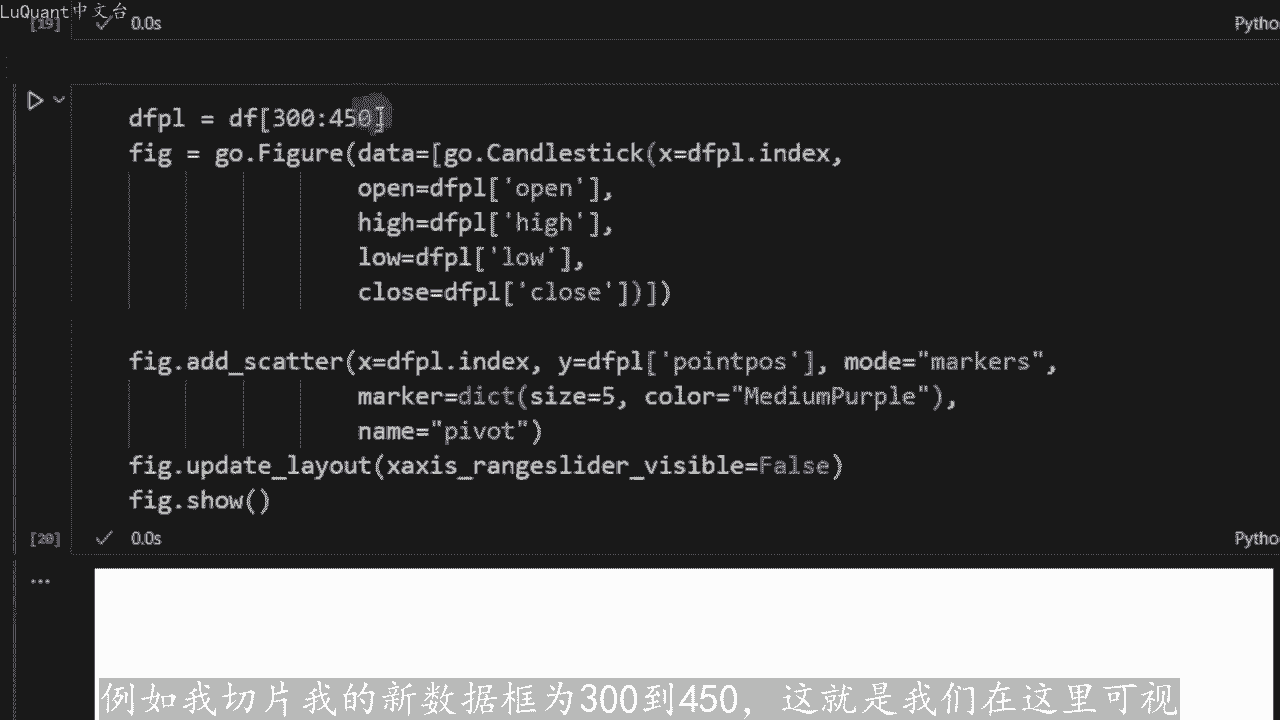 LuQuant中文台
[19] 0.0s Pytho
dfpl = df[300:450]
fig = go.Figure(data=[go.Candlestick(x=dfpl.index,
open=dfpl['open'],
high=dfpl['high'],
low=dfpl['low'],
close=dfpl['close'])])
fig.add_scatter(x=dfpl.index, y=dfpl['pointpos'], mode="markers",
marker=dict(size=5, color="MediumPurple"),
name="pivot")
fig.update_layout(xaxis_rangeslider_visible=False)
fig.show()
[20] 0.0s Pytho
...
例如我切片我的新数据框为300到450，这就是我们在这里可视